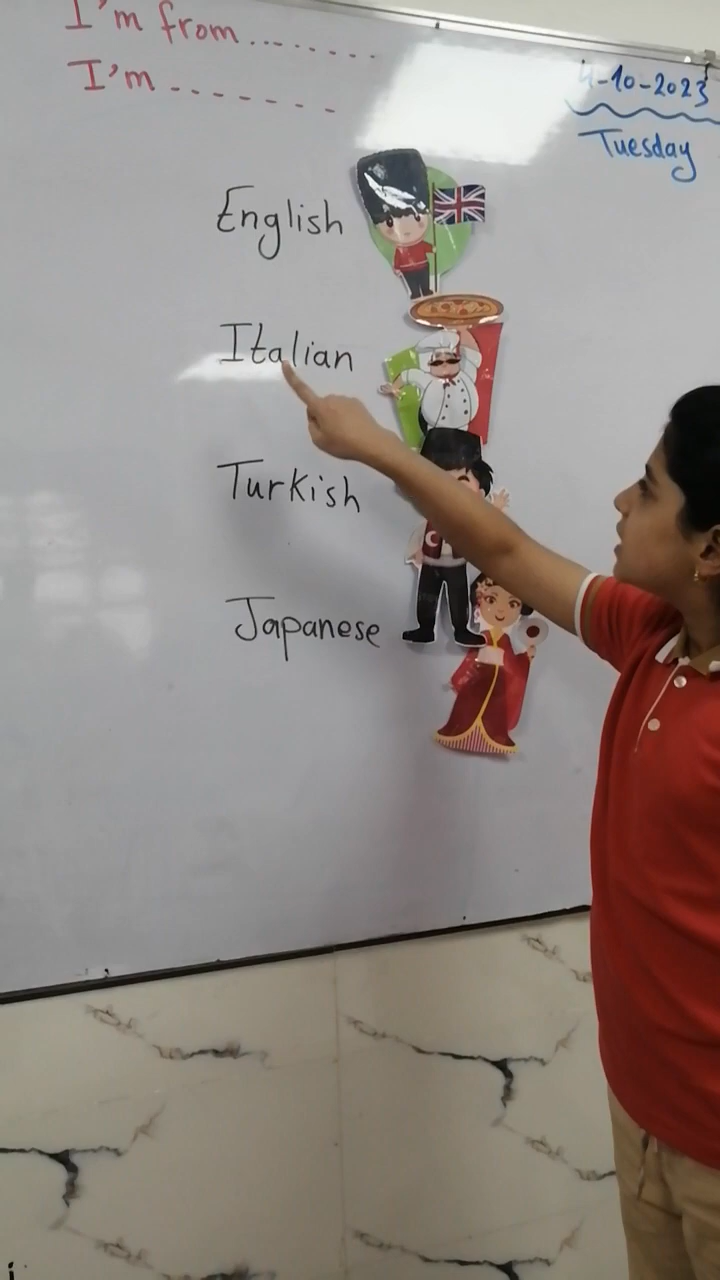 I'm from..........
I'm ..........
4-10-2023
Tuesday
English
Italian
Turkish
Japanese